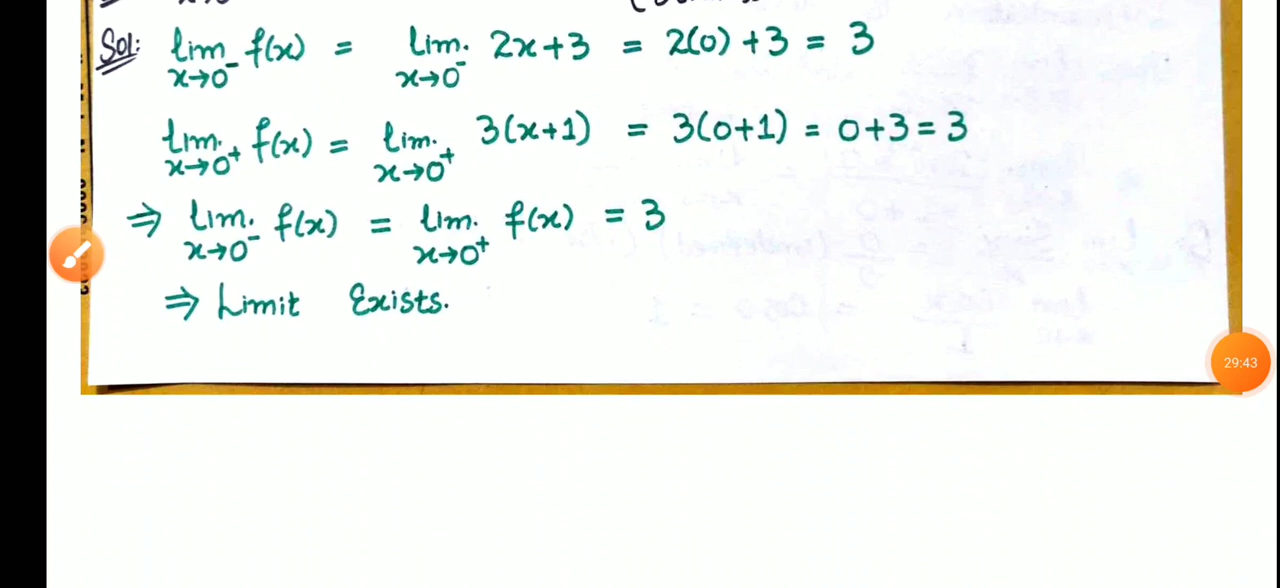 Sol: lim x→0⁻ f(x) = lim. x→0⁻ 2x+3 = 2(0)+3 = 3
lim. x→0⁺ f(x) = lim. x→0⁺ 3(x+1) = 3(0+1) = 0+3 = 3
⇒ lim. x→0⁻ f(x) = lim. x→0⁺ f(x) = 3
⇒ Limit Exists.
29:43